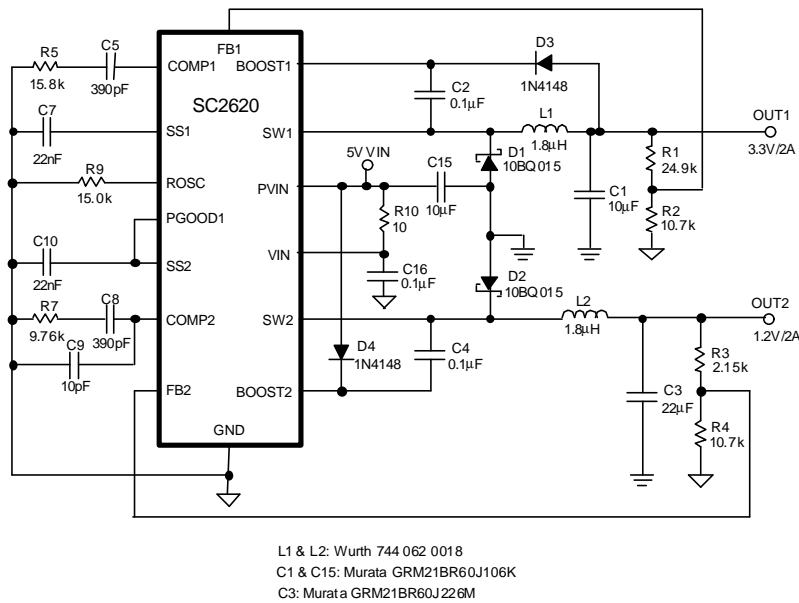 FB1
R5
15.8k
C5
390pF
COMP1
BOOST1
D3
1N4148
SC2620
C2
0.1µF
C7
22nF
SS1
SW1
L1
1.8µH
OUT1
3.3V/2A
5V VIN
D1
10BQ015
R1
24.9k
R9
15.0k
ROSC
PVIN
C15
10µF
C1
10µF
PGOOD1
R10
10
R2
10.7k
C10
22nF
SS2
VIN
C16
0.1µF
D2
10BQ015
R7
9.76k
C8
390pF
COMP2
SW2
L2
1.8µH
OUT2
1.2V/2A
C9
10pF
D4
1N4148
C4
0.1µF
R3
2.15k
FB2
BOOST2
C3
22µF
R4
10.7k
GND
L1 & L2: Wurth 744 062 0018
C1 & C15: Murata GRM21BR60J106K
C3: Murata GRM21BR60J226M